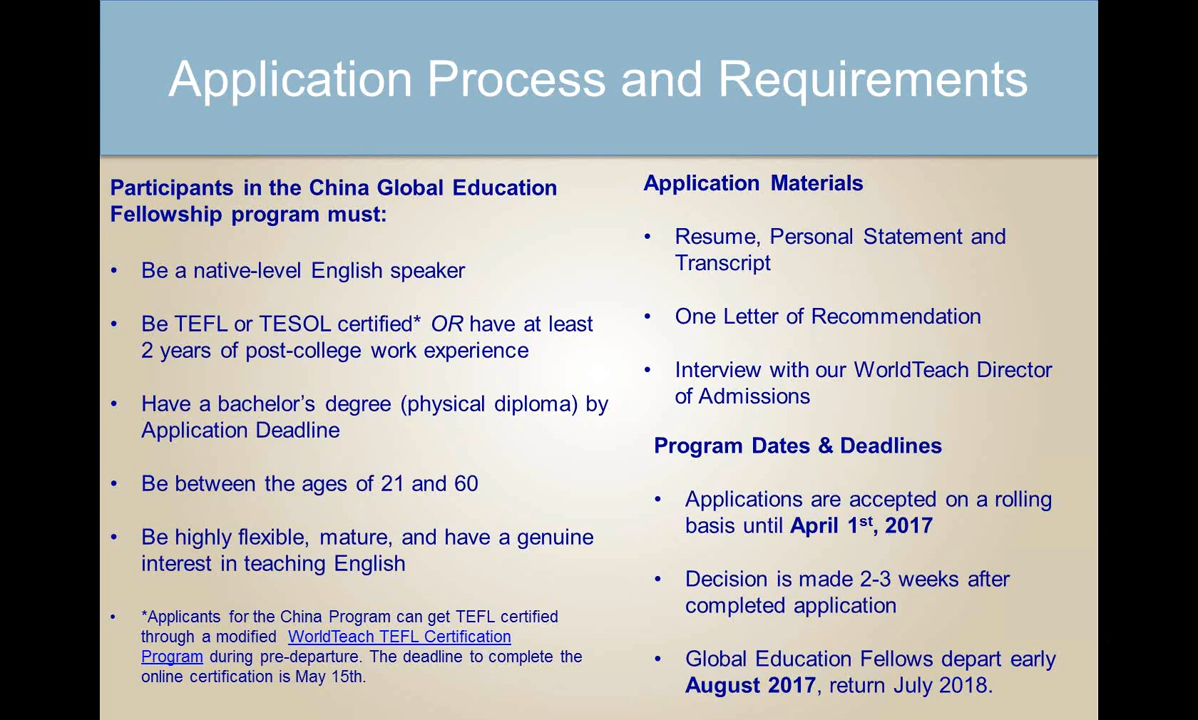 Application Process and Requirements
Participants in the China Global Education
Fellowship program must:
• Be a native-level English speaker
• Be TEFL or TESOL certified* OR have at least
2 years of post-college work experience
• Have a bachelor’s degree (physical diploma) by
Application Deadline
• Be between the ages of 21 and 60
• Be highly flexible, mature, and have a genuine
interest in teaching English
• *Applicants for the China Program can get TEFL certified
through a modified WorldTeach TEFL Certification
Program during pre-departure. The deadline to complete the
online certification is May 15th.
Application Materials
• Resume, Personal Statement and
Transcript
• One Letter of Recommendation
• Interview with our WorldTeach Director
of Admissions
Program Dates & Deadlines
• Applications are accepted on a rolling
basis until April 1st, 2017
• Decision is made 2-3 weeks after
completed application
• Global Education Fellows depart early
August 2017, return July 2018.